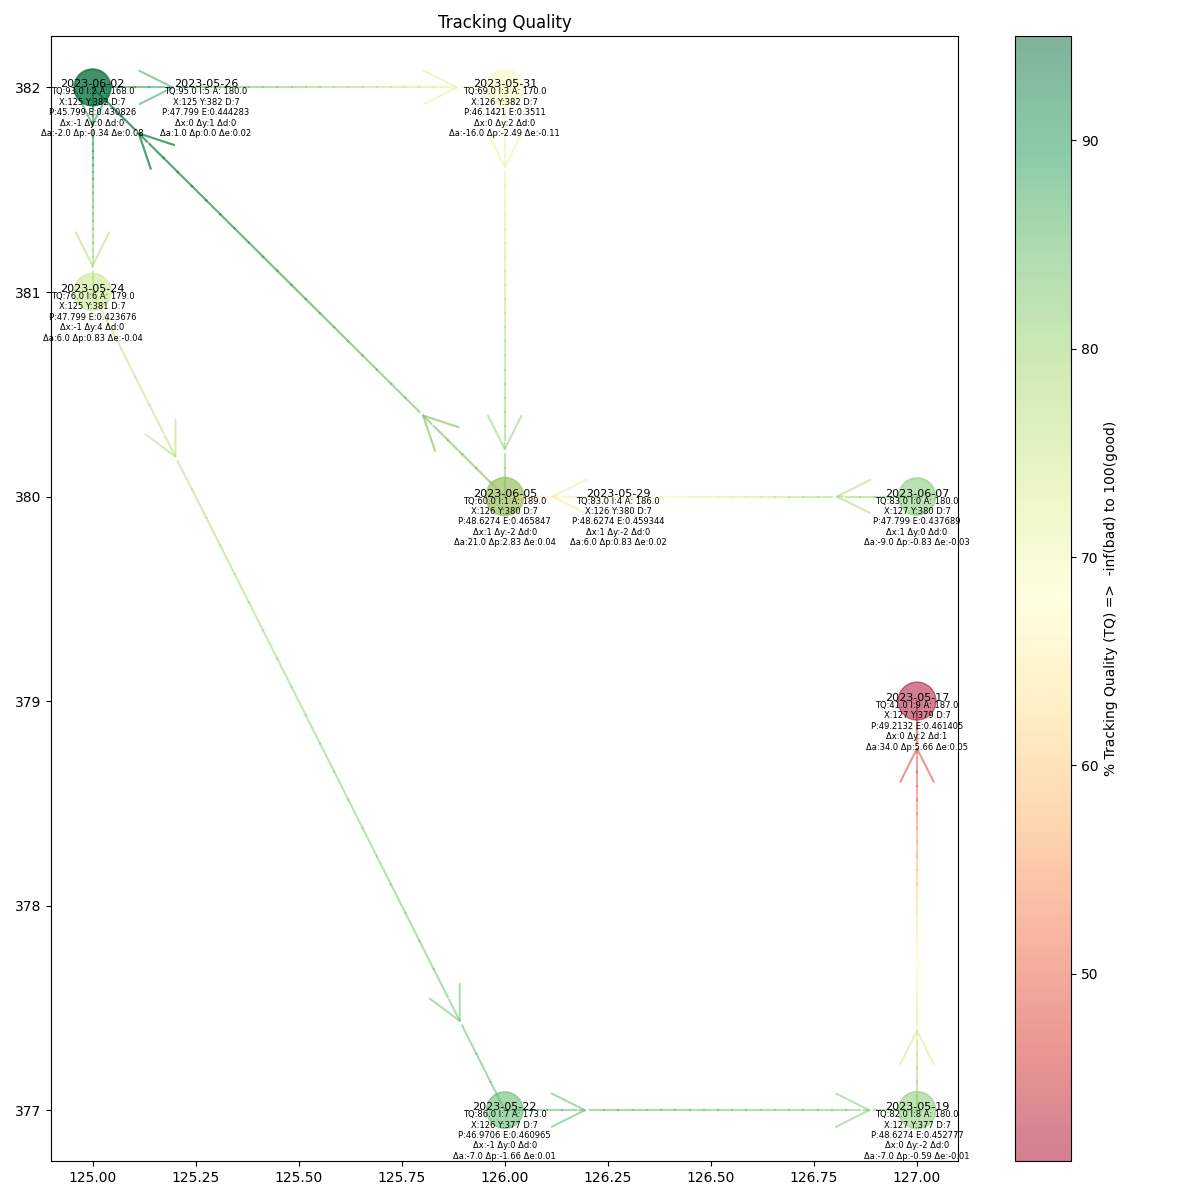 Tracking Quality
2023-06-02
TQ:93.0 I:2 A: 168.0
X:125 Y:382 D:7
P:45.799 E:0.430826
Δx:-1 Δy:0 Δd:0
Δa:-2.0 Δp:-0.34 Δe:0.08
2023-05-26
TQ:95.0 I:5 A: 180.0
X:125 Y:382 D:7
P:47.799 E:0.444283
Δx:0 Δy:1 Δd:0
Δa:1.0 Δp:0.0 Δe:0.02
2023-05-31
TQ:69.0 I:3 A: 170.0
X:126 Y:382 D:7
P:46.1421 E:0.3511
Δx:0 Δy:2 Δd:0
Δa:-16.0 Δp:-2.49 Δe:-0.11
2023-05-24
TQ:76.0 I:6 A: 179.0
X:125 Y:381 D:7
P:47.799 E:0.423676
Δx:-1 Δy:4 Δd:0
Δa:6.0 Δp:0.83 Δe:-0.04
2023-06-05
TQ:60.0 I:1 A: 189.0
X:126 Y:380 D:7
P:48.6274 E:0.465847
Δx:1 Δy:-2 Δd:0
Δa:21.0 Δp:2.83 Δe:0.04
2023-05-29
TQ:83.0 I:4 A: 186.0
X:126 Y:380 D:7
P:48.6274 E:0.459344
Δx:1 Δy:-2 Δd:0
Δa:6.0 Δp:0.83 Δe:0.02
2023-06-07
TQ:83.0 I:0 A: 180.0
X:127 Y:380 D:7
P:47.799 E:0.437689
Δx:1 Δy:0 Δd:0
Δa:-9.0 Δp:-0.83 Δe:-0.03
2023-05-17
TQ:41.0 I:9 A: 187.0
X:127 Y:379 D:7
P:49.2132 E:0.461405
Δx:0 Δy:2 Δd:1
Δa:34.0 Δp:5.66 Δe:0.05
2023-05-22
TQ:86.0 I:7 A: 173.0
X:126 Y:377 D:7
P:46.9706 E:0.460965
Δx:-1 Δy:0 Δd:0
Δa:-7.0 Δp:-1.66 Δe:0.01
2023-05-19
TQ:82.0 I:8 A: 180.0
X:127 Y:377 D:7
P:48.6274 E:0.452777
Δx:0 Δy:-2 Δd:0
Δa:-7.0 Δp:-0.59 Δe:-0.01
382
381
380
379
378
377
125.00 125.25 125.50 125.75 126.00 126.25 126.50 126.75 127.00
90
80
70
60
50
% Tracking Quality (TQ) => -inf(bad) to 100(good)